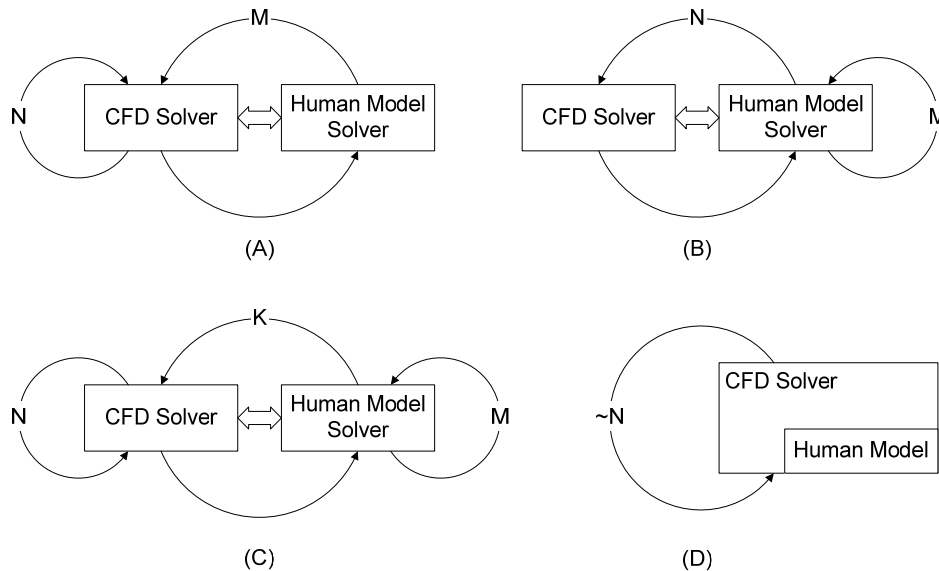 M
N
CFD Solver
Human Model
Solver
(A)
N
CFD Solver
Human Model
Solver
M
(B)
K
N
CFD Solver
Human Model
Solver
M
(C)
~N
CFD Solver
Human Model
(D)